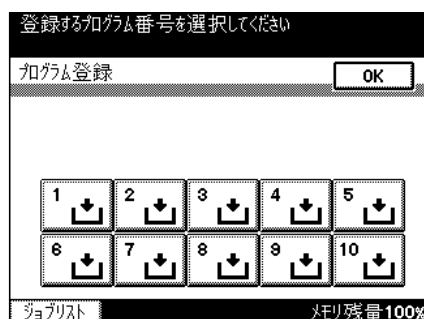 登録するプログラム番号を選択してください
プログラム登録
OK
1 2 3 4 5
6 7 8 9 10
ジョブリスト メモリ残量100%